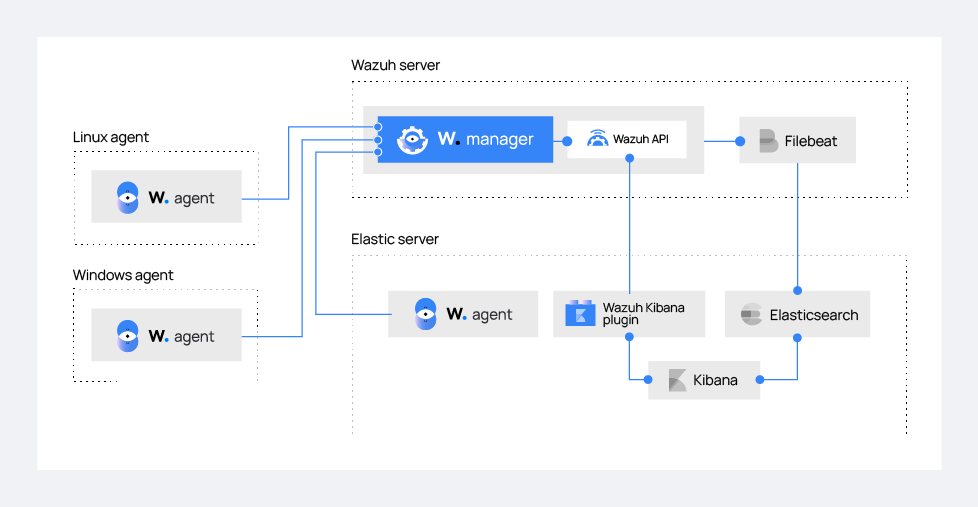 Wazuh server
Linux agent
W. manager
Wazuh API
Filebeat
W. agent
Elastic server
Windows agent
W. agent
Wazuh Kibana
plugin
Elasticsearch
W. agent
Kibana